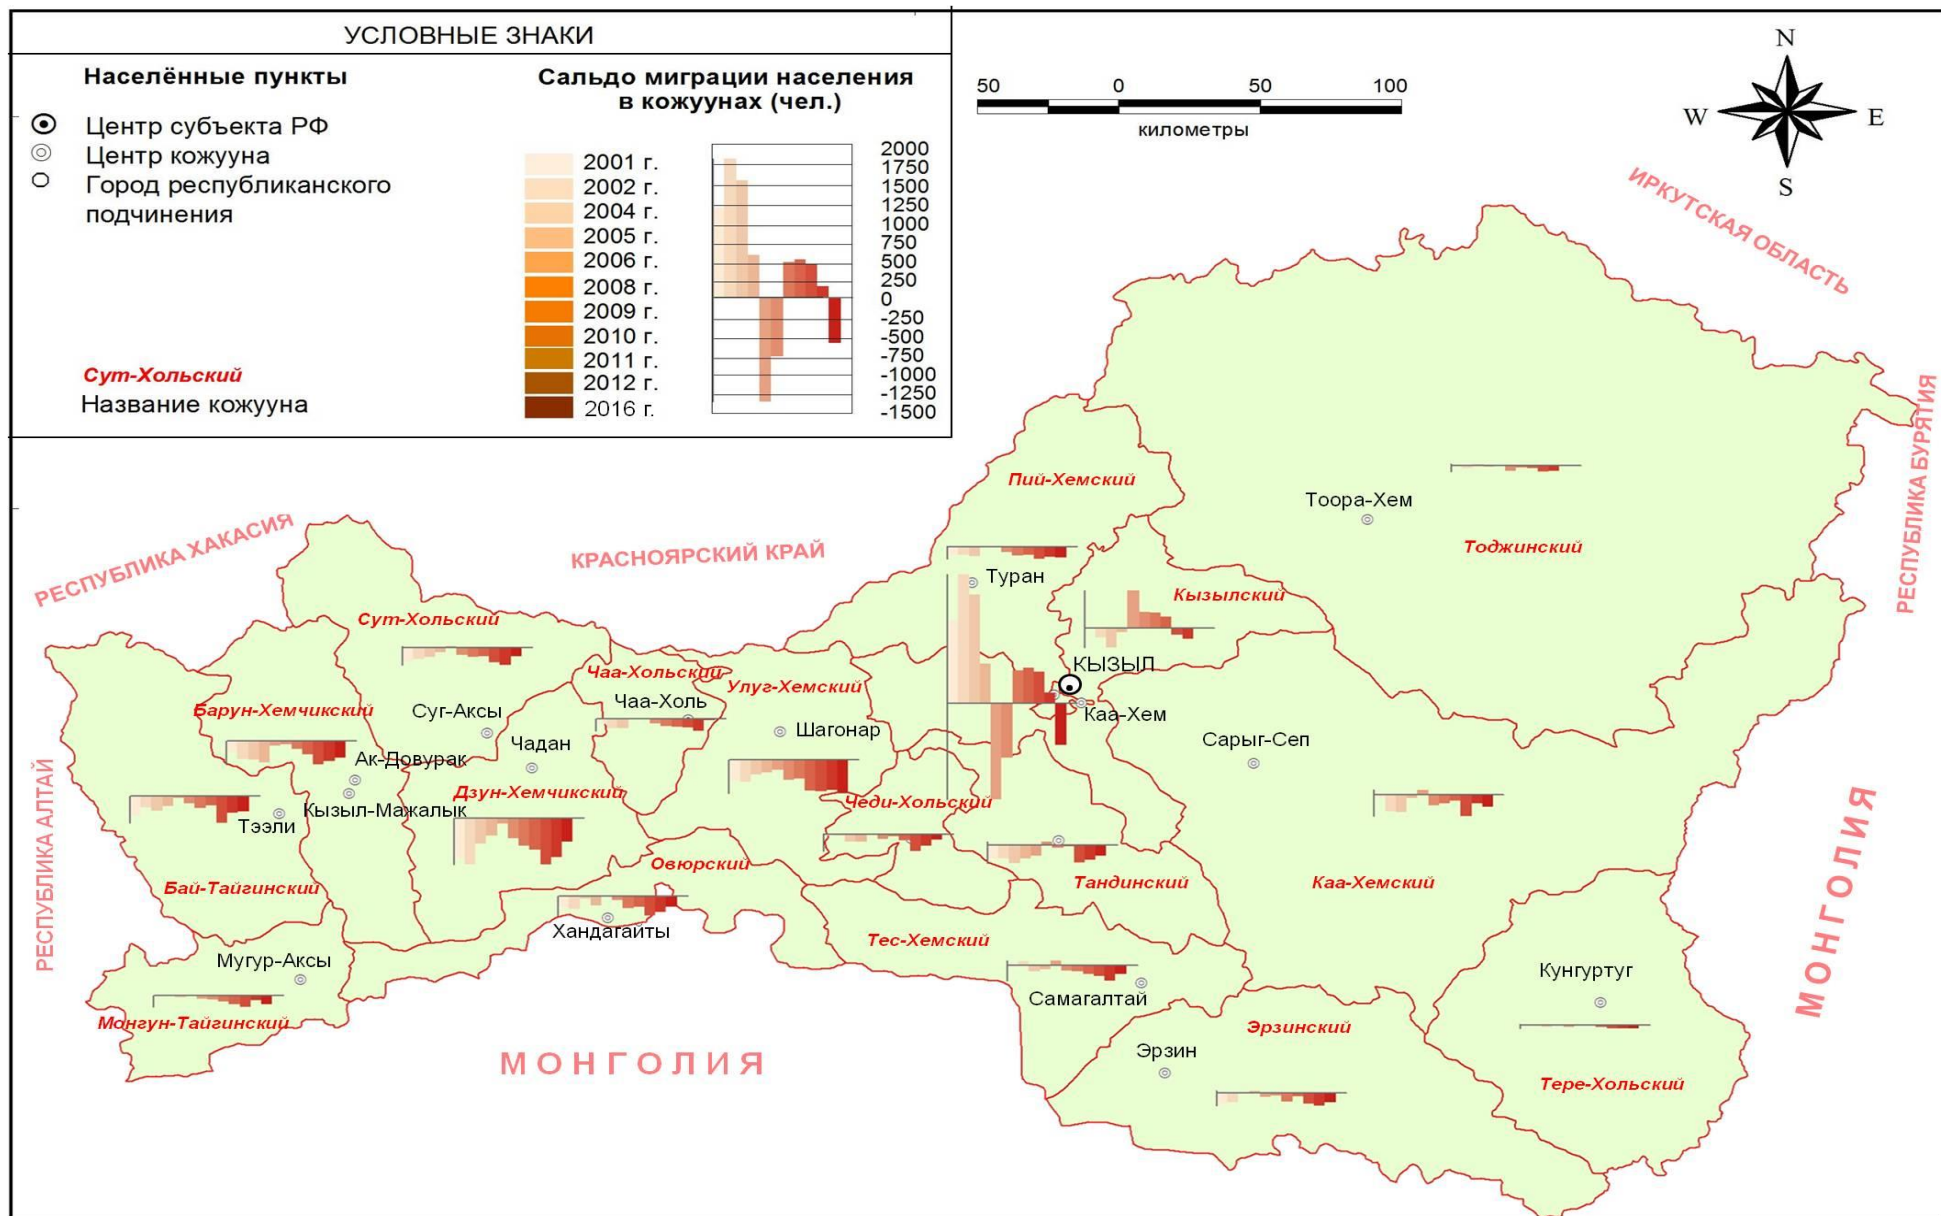 УСЛОВНЫЕ ЗНАКИ
Населённые пункты
Центр субъекта РФ
Центр кожууна
Город республиканского
подчинения
Сут-Хольский
Название кожууна
Сальдо миграции населения
в кожуунах (чел.)
2001 г.
2002 г.
2004 г.
2005 г.
2006 г.
2008 г.
2009 г.
2010 г.
2011 г.
2012 г.
2016 г.
2000
1750
1500
1250
1000
750
500
250
0
-250
-500
-750
-1000
-1250
-1500
50 0 50 100
километры
N
W E
S
ИРКУТСКАЯ ОБЛАСТЬ
РЕСПУБЛИКА БУРЯТИЯ
РЕСПУБЛИКА ХАКАСИЯ
КРАСНОЯРСКИЙ КРАЙ
РЕСПУБЛИКА АЛТАЙ
МОНГОЛИЯ
МОНГОЛИЯ
Пий-Хемский
Тоора-Хем
Тоджинский
Туран
Кызылский
Сут-Хольский
КЫЗЫЛ
Чаа-Хольский
Улуг-Хемский
Чаа-Холь
Барун-Хемчикский
Суг-Аксы
Каа-Хем
Шагонар
Чадан
Сарыг-Сеп
Ак-Довурак
Дзун-Хемчикский
Чеди-Хольский
Кызыл-Мажалык
Тээли
Овюрский
Тандинский
Каа-Хемский
Бай-Тайгинский
Хандагайты
Тес-Хемский
Мугур-Аксы
Кунгуртуг
Самагалтай
Монгун-Тайгинский
Эрзинский
Эрзин
Тере-Хольский